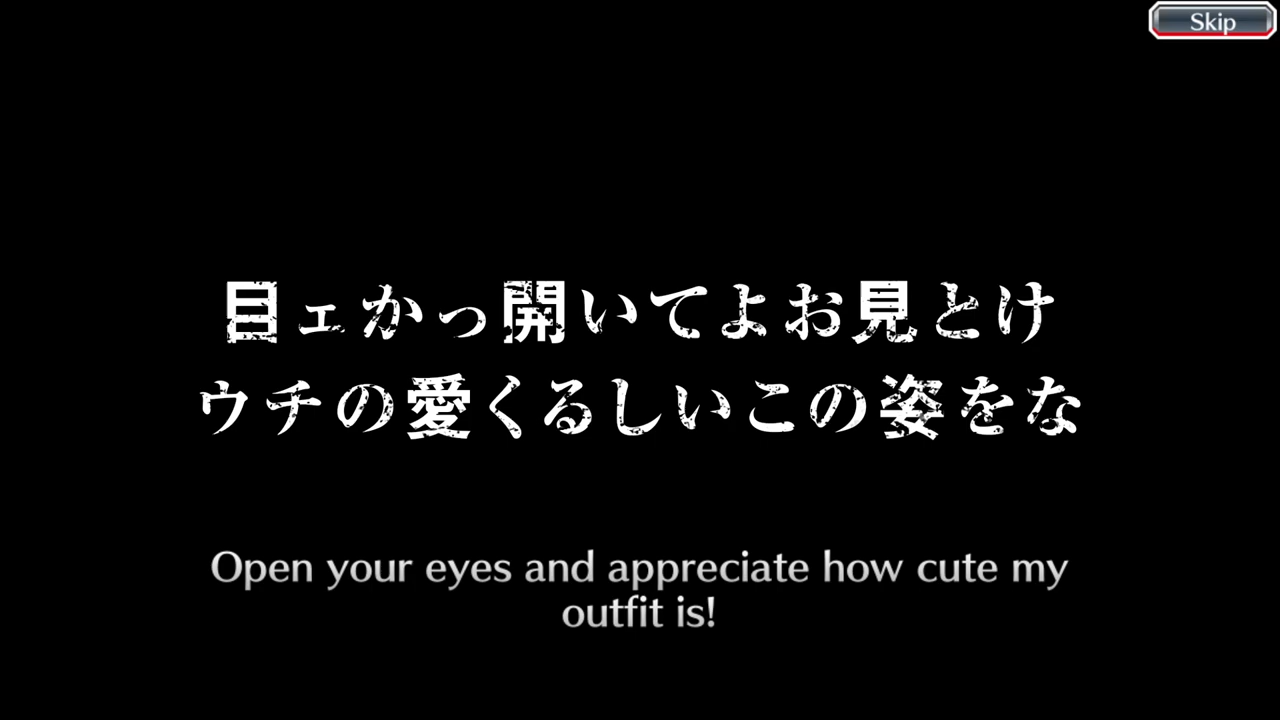 Skip
目ェかっ開いてよお見とけ
ウチの愛くるしいこの姿をな
Open your eyes and appreciate how cute my
outfit is!